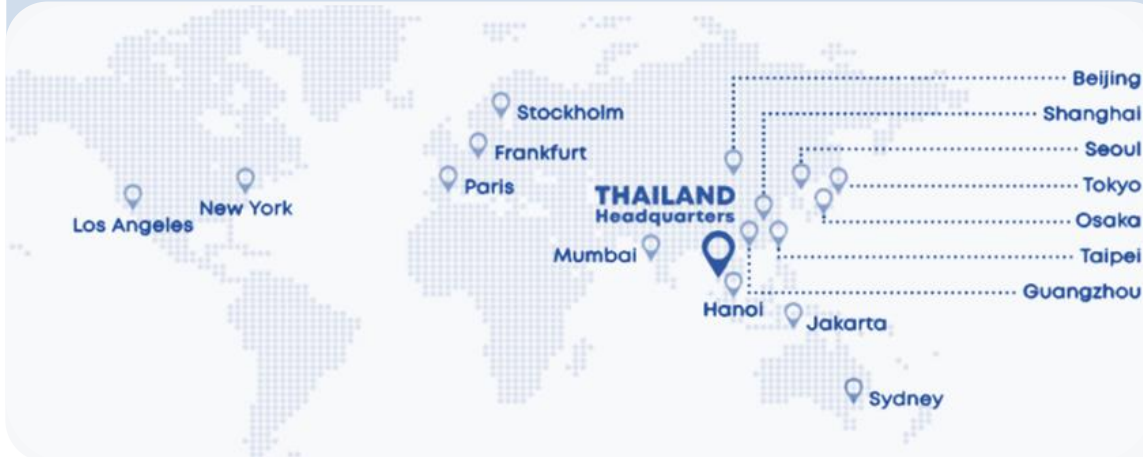 Beijing
Shanghai
Stockholm
Seoul
Frankfurt
Tokyo
Paris
THAILAND
Headquarters
New York
Los Angeles
Osaka
Mumbai
Taipei
Guangzhou
Hanoi
Jakarta
Sydney